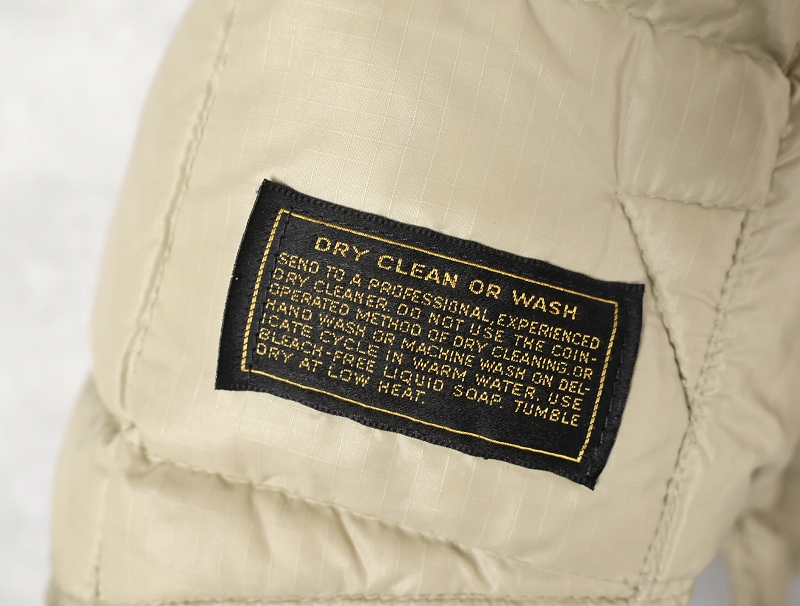 DRY CLEAN OR WASH
SEND TO A PROFESSIONAL, EXPERIENCED
DRY CLEANER, DO NOT USE THE COIN-
OPERATED METHOD OF DRY CLEANING, OR
HAND WASH OR MACHINE WASH ON DEL-
ICATE CYCLE IN WARM WATER, USE
BLEACH-FREE LIQUID SOAP, TUMBLE
DRY AT LOW HEAT.